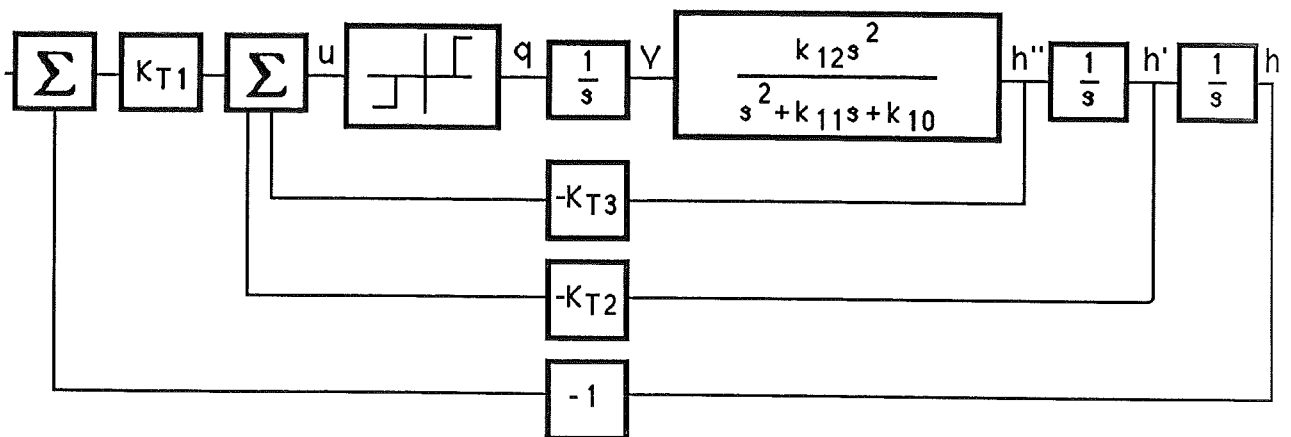 Σ
K_T1
Σ
u
q
1/s
V
k_12 s^2
s^2+k_11 s+k_10
h''
1/s
h'
1/s
h
-K_T3
-K_T2
-1